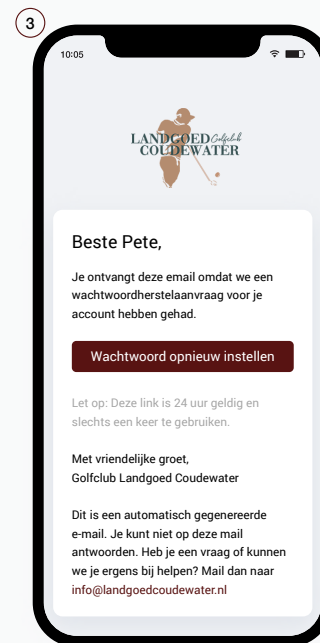 3
10:05
LANDGOED Golfclub
COUDEWATER
Beste Pete,
Je ontvangt deze email omdat we een
wachtwoordherstelaanvraag voor je
account hebben gehad.
Wachtwoord opnieuw instellen
Let op: Deze link is 24 uur geldig en
slechts een keer te gebruiken.
Met vriendelijke groet,
Golfclub Landgoed Coudewater
Dit is een automatisch gegenereerde
e-mail. Je kunt niet op deze mail
antwoorden. Heb je een vraag of kunnen
we je ergens bij helpen? Mail dan naar
info@landgoedcoudewater.nl